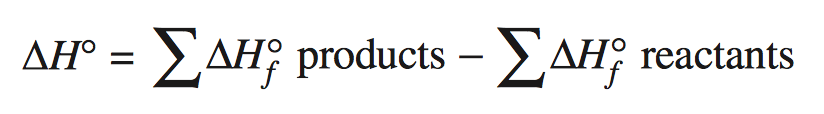 ΔH° = ∑ΔH°f products − ∑ΔH°f reactants